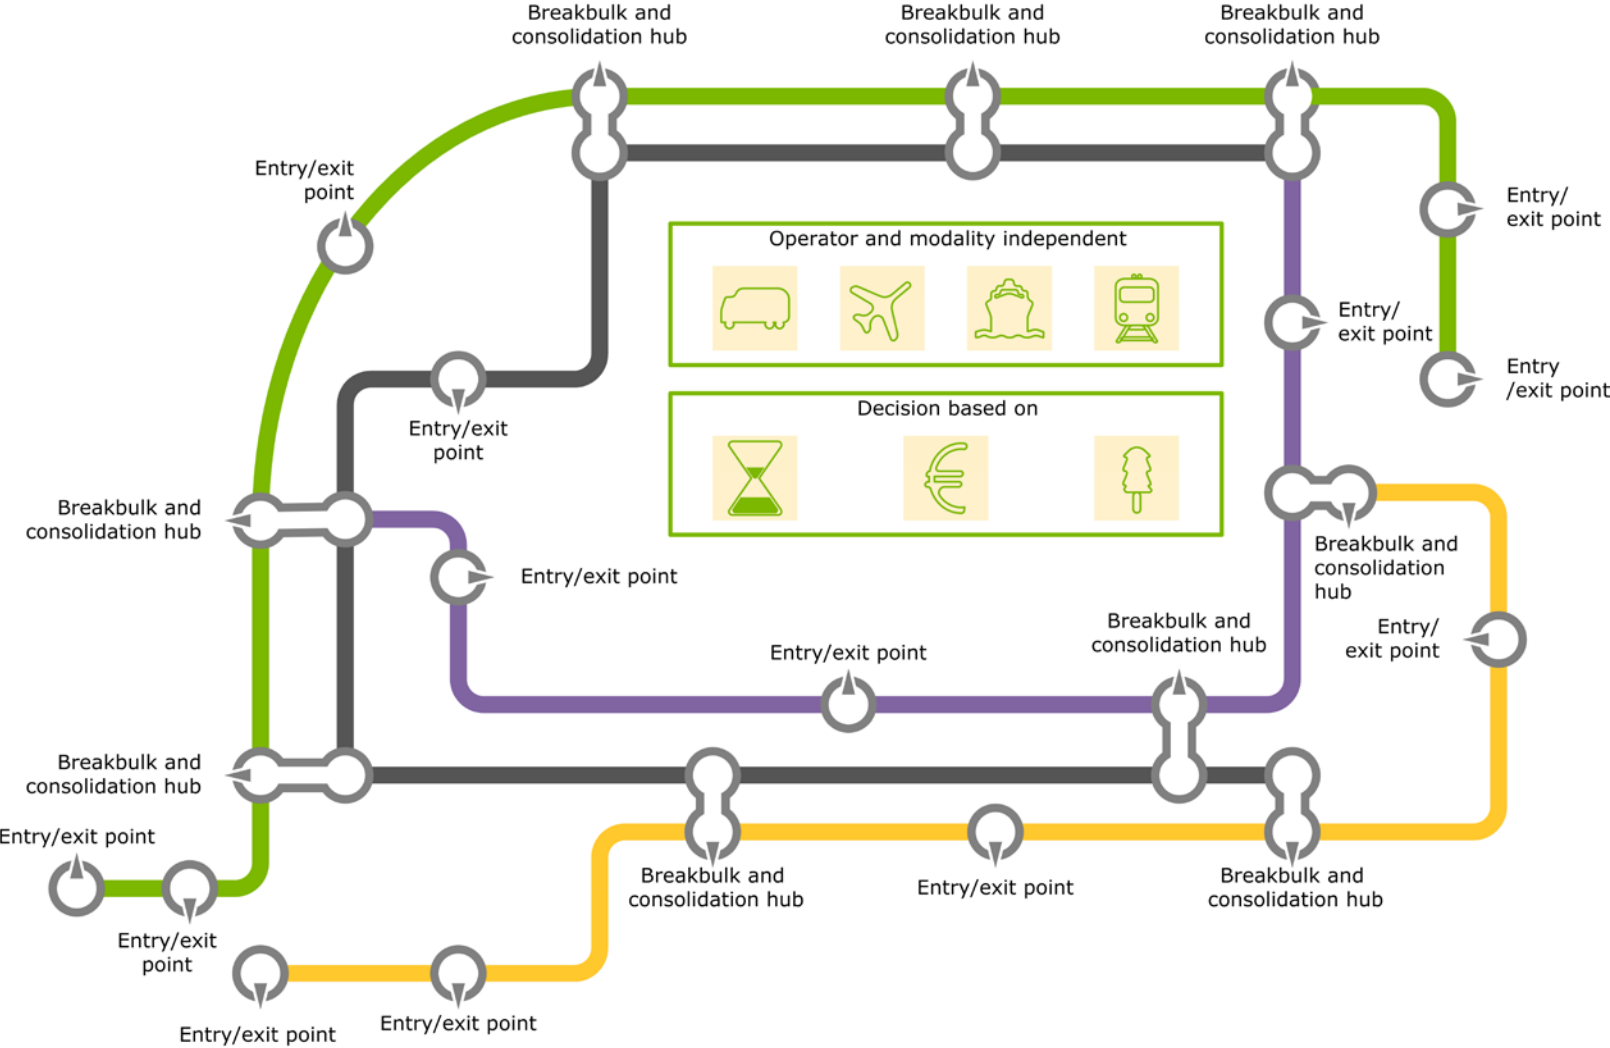 Breakbulk and
consolidation hub
Breakbulk and
consolidation hub
Breakbulk and
consolidation hub
Entry/exit
point
Entry/
exit point
Operator and modality independent
Entry/
exit point
Entry
/exit point
Entry/exit
point
Decision based on
Breakbulk and
consolidation hub
Breakbulk and
consolidation
hub
Entry/exit point
Breakbulk and
consolidation hub
Entry/
exit point
Entry/exit point
Breakbulk and
consolidation hub
Entry/exit point
Breakbulk and
consolidation hub
Entry/exit point
Breakbulk and
consolidation hub
Entry/exit
point
Entry/exit point
Entry/exit point